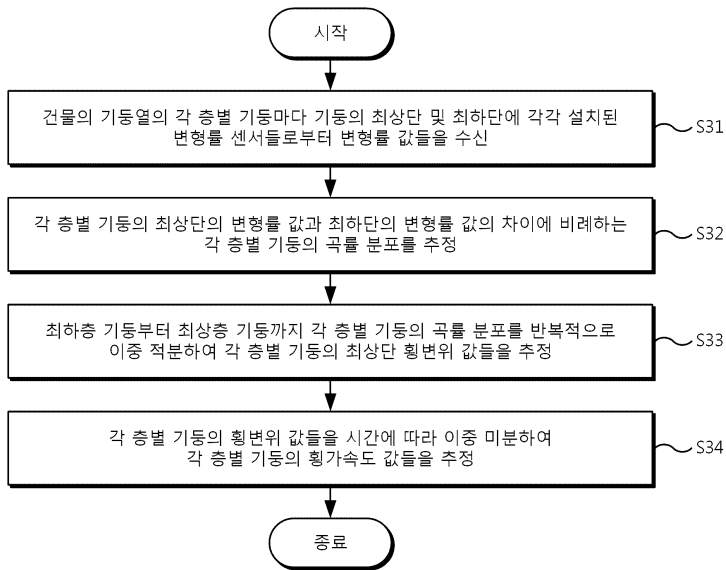 시작
건물의 기둥열의 각 층별 기둥마다 기둥의 최상단 및 최하단에 각각 설치된
변형률 센서들로부터 변형률 값들을 수신
S31
각 층별 기둥의 최상단의 변형률 값과 최하단의 변형률 값의 차이에 비례하는
각 층별 기둥의 곡률 분포를 추정
S32
최하층 기둥부터 최상층 기둥까지 각 층별 기둥의 곡률 분포를 반복적으로
이중 적분하여 각 층별 기둥의 최상단 횡변위 값들을 추정
S33
각 층별 기둥의 횡변위 값들을 시간에 따라 이중 미분하여
각 층별 기둥의 횡가속도 값들을 추정
S34
종료